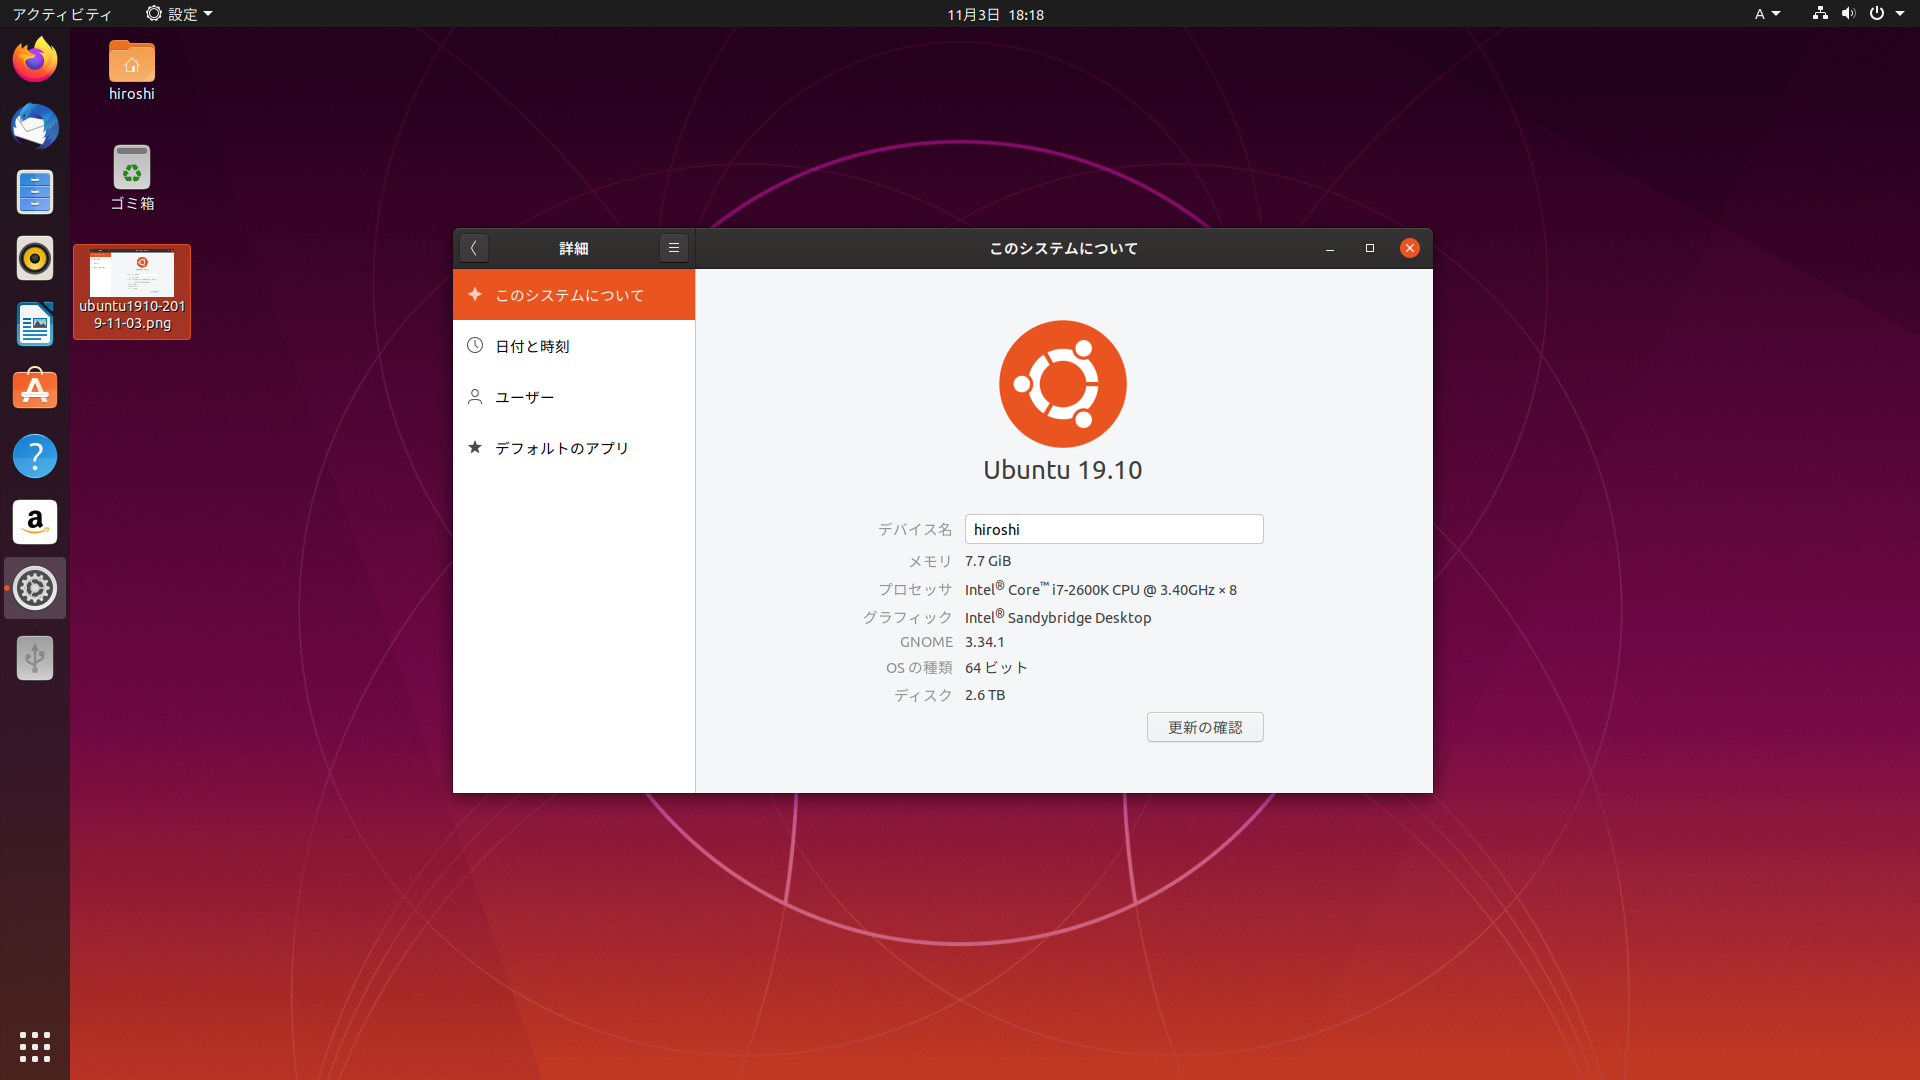 アクティビティ
設定
11月3日 18:18
A
hiroshi
ゴミ箱
ubuntu1910-201
9-11-03.png
詳細
このシステムについて
このシステムについて
日付と時刻
ユーザー
デフォルトのアプリ
Ubuntu 19.10
デバイス名 hiroshi
メモリ 7.7 GiB
プロセッサ Intel® Core™ i7-2600K CPU @ 3.40GHz × 8
グラフィック Intel® Sandybridge Desktop
GNOME 3.34.1
OS の種類 64 ビット
ディスク 2.6 TB
更新の確認